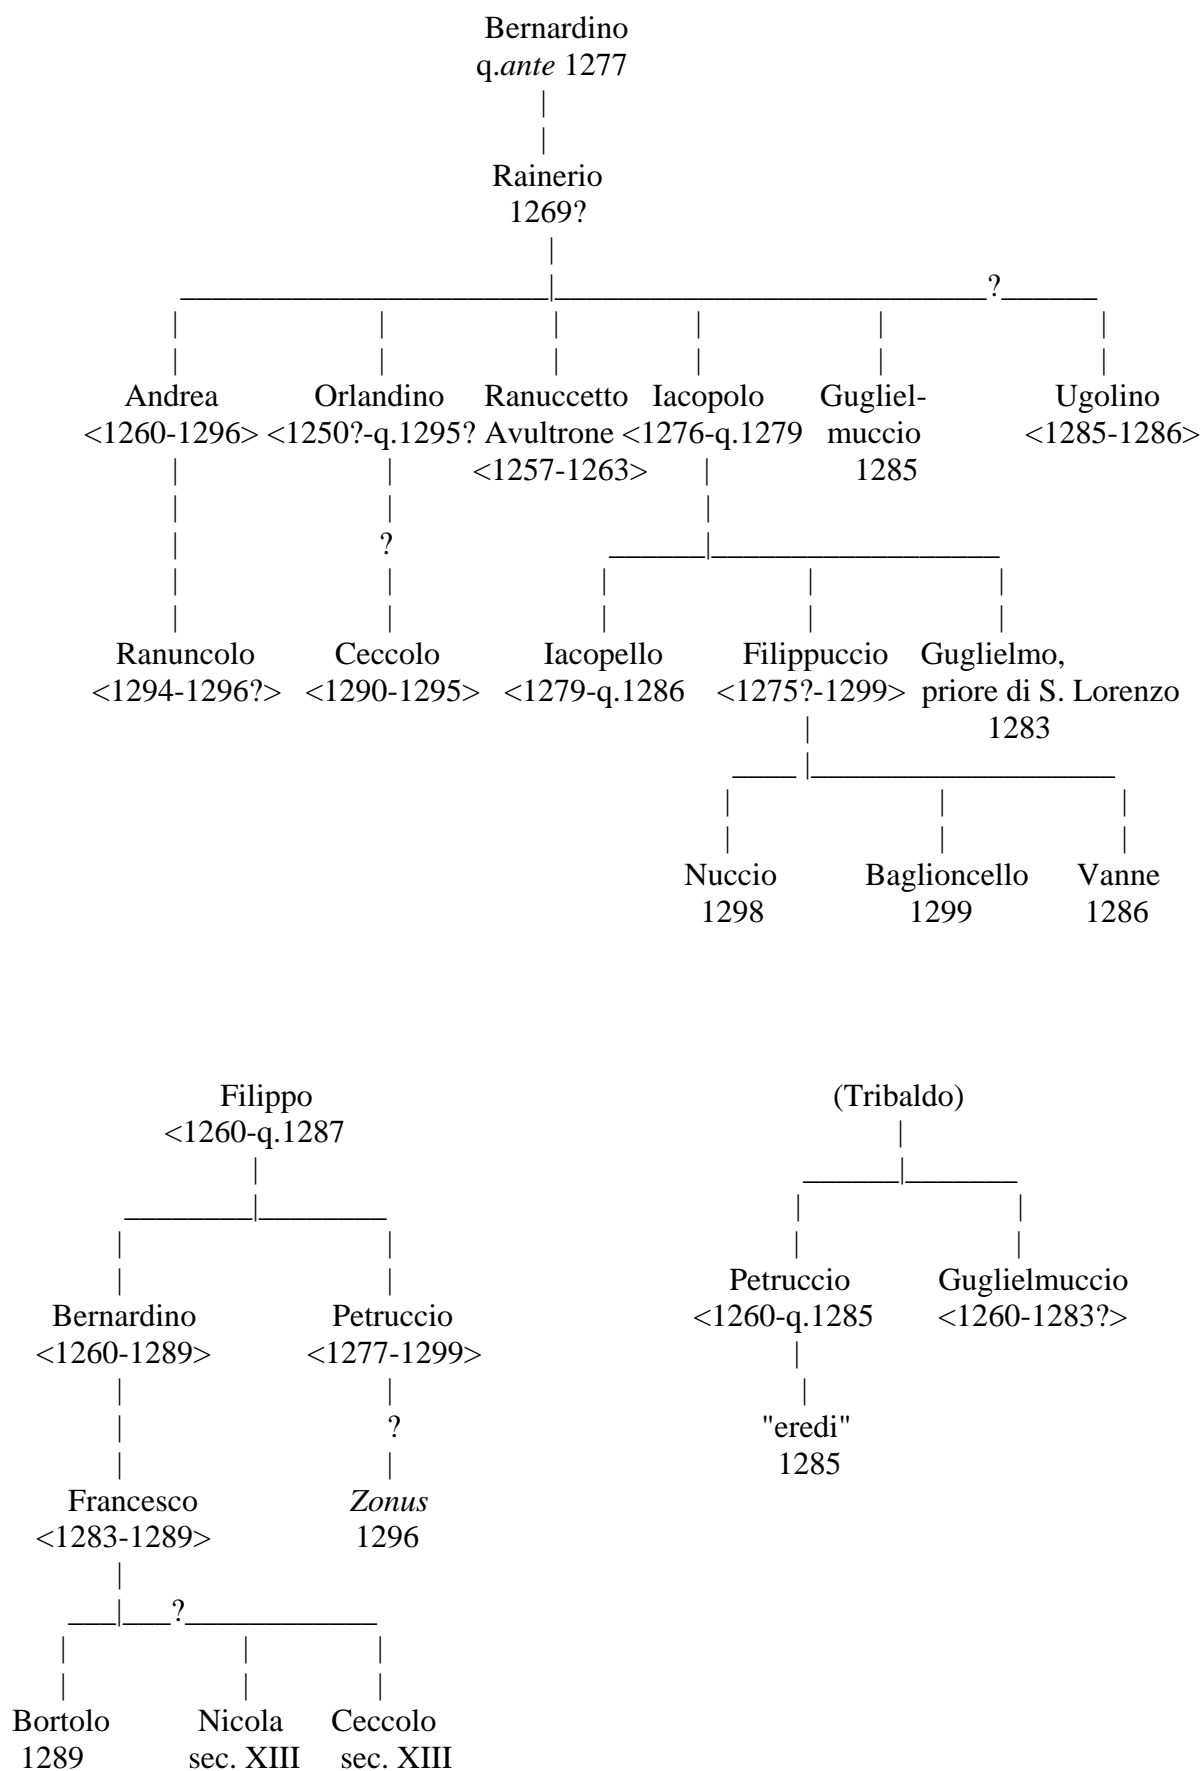 Bernardino
q.ante 1277
Rainerio
1269?
?
Andrea Orlandino Ranuccetto Iacopolo Gugliel- Ugolino
<1260-1296> <1250?-q.1295? Avultrone <1276-q.1279 muccio <1285-1286>
<1257-1263> 1285
?
Ranuncolo Ceccolo Iacopello Filippuccio Guglielmo,
<1294-1296?> <1290-1295> <1279-q.1286 <1275?-1299> priore di S. Lorenzo
1283
Nuccio Baglioncello Vanne
1298 1299 1286
Filippo (Tribaldo)
<1260-q.1287
Bernardino Petruccio Petruccio Guglielmuccio
<1260-1289> <1277-1299> <1260-q.1285 <1260-1283?>
? "eredi"
1285
Francesco Zonus
<1283-1289> 1296
?
Bortolo Nicola Ceccolo
1289 sec. XIII sec. XIII